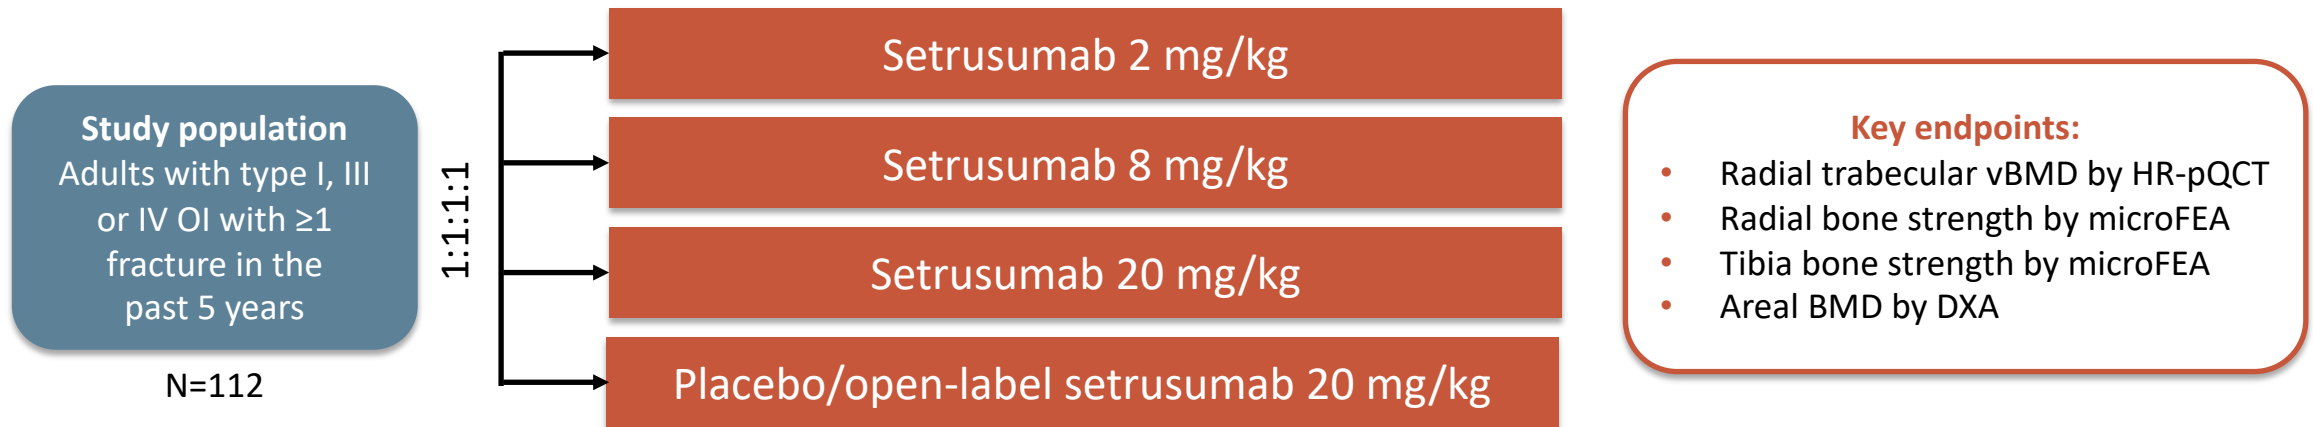 Study population
Adults with type I, III
or IV OI with ≥1
fracture in the
past 5 years
N=112
1:1:1:1
Setrusumab 2 mg/kg
Setrusumab 8 mg/kg
Setrusumab 20 mg/kg
Placebo/open-label setrusumab 20 mg/kg
Key endpoints:
• Radial trabecular vBMD by HR-pQCT
• Radial bone strength by microFEA
• Tibia bone strength by microFEA
• Areal BMD by DXA